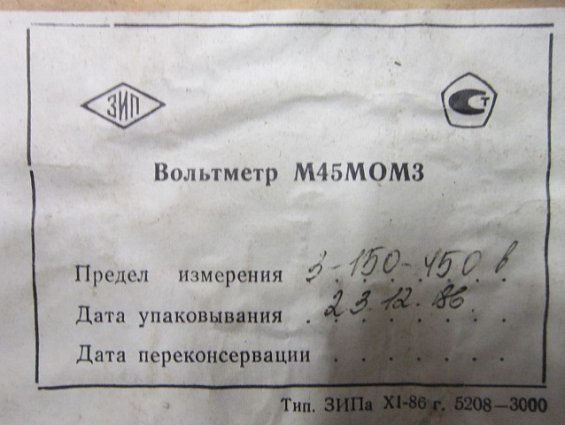 ЗИП
Т
Вольтметр М45МОМ3
Предел измерения 3-150-450 в
Дата упаковывания 23.12.86
Дата переконсервации . . . . . .
Тип. ЗИПа XI-86 г. 5208—3000